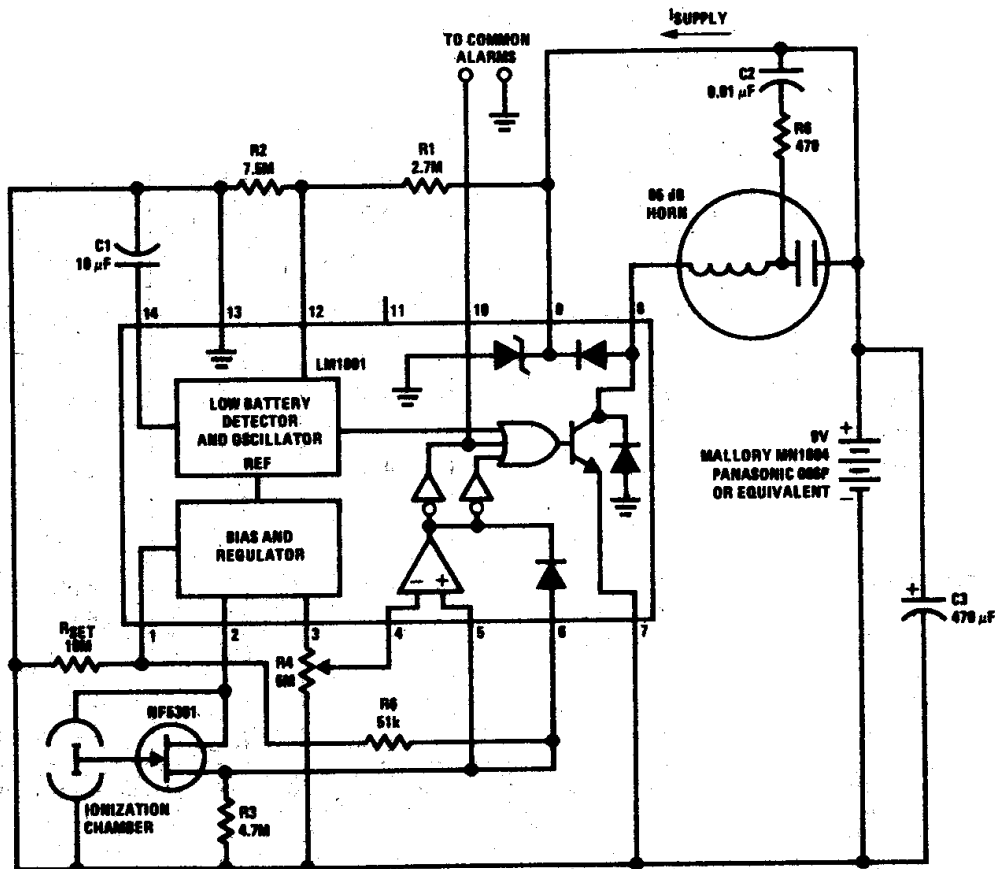 ISUPPLY
TO COMMON
ALARMS
C2
0.01 µF
R6
470
R2
7.5M
R1
2.7M
85 dB
HORN
C1
10 µF
14
13
12
11
10
9
8
LM1801
LOW BATTERY
DETECTOR
AND OSCILLATOR
REF
BIAS AND
REGULATOR
+
9V
MALLORY MN1604
PANASONIC 006P
OR EQUIVALENT
−
− +
+
C3
470 µF
RSET
10M
1
2
3
4
5
6
7
R4
5M
NF5301
51k
IONIZATION
CHAMBER
R3
4.7M